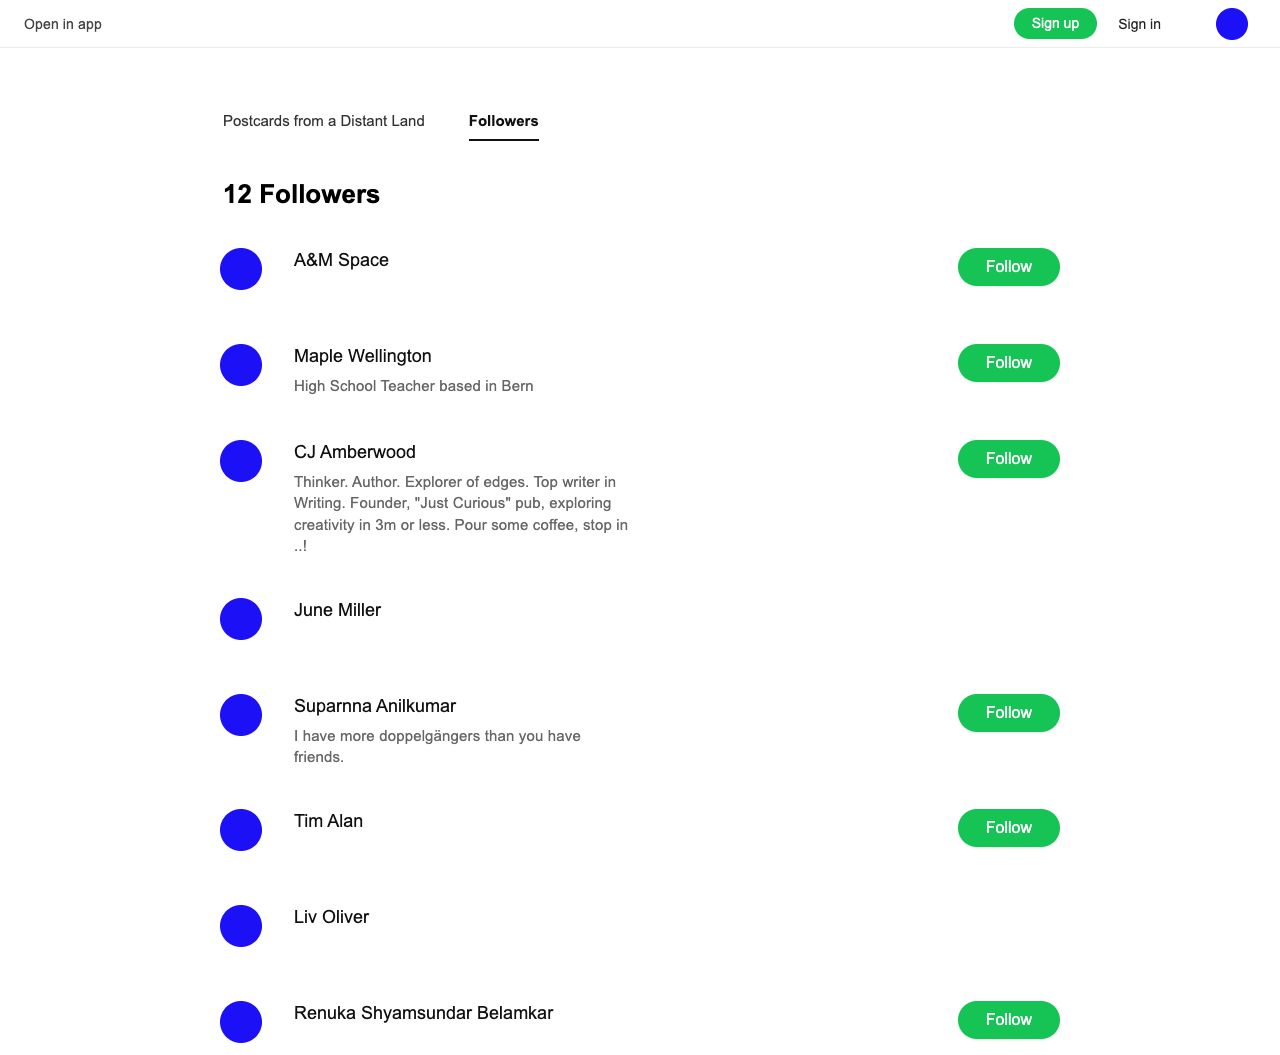 Open in app
Sign up
Sign in
Postcards from a Distant Land
Followers
12 Followers
A&M Space
Follow
Maple Wellington
Follow
High School Teacher based in Bern
CJ Amberwood
Follow
Thinker. Author. Explorer of edges. Top writer in
Writing. Founder, "Just Curious" pub, exploring
creativity in 3m or less. Pour some coffee, stop in
..!
June Miller
Suparnna Anilkumar
Follow
I have more doppelgängers than you have
friends.
Tim Alan
Follow
Liv Oliver
Renuka Shyamsundar Belamkar
Follow